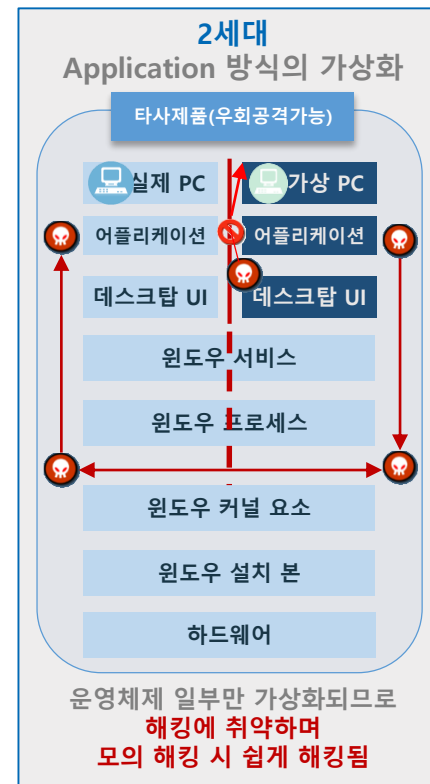 2세대
Application 방식의 가상화
타사제품(우회공격가능)
실제 PC
가상 PC
어플리케이션
어플리케이션
데스크탑 UI
데스크탑 UI
윈도우 서비스
윈도우 프로세스
윈도우 커널 요소
윈도우 설치 본
하드웨어
운영체제 일부만 가상화되므로
해킹에 취약하며
모의 해킹 시 쉽게 해킹됨